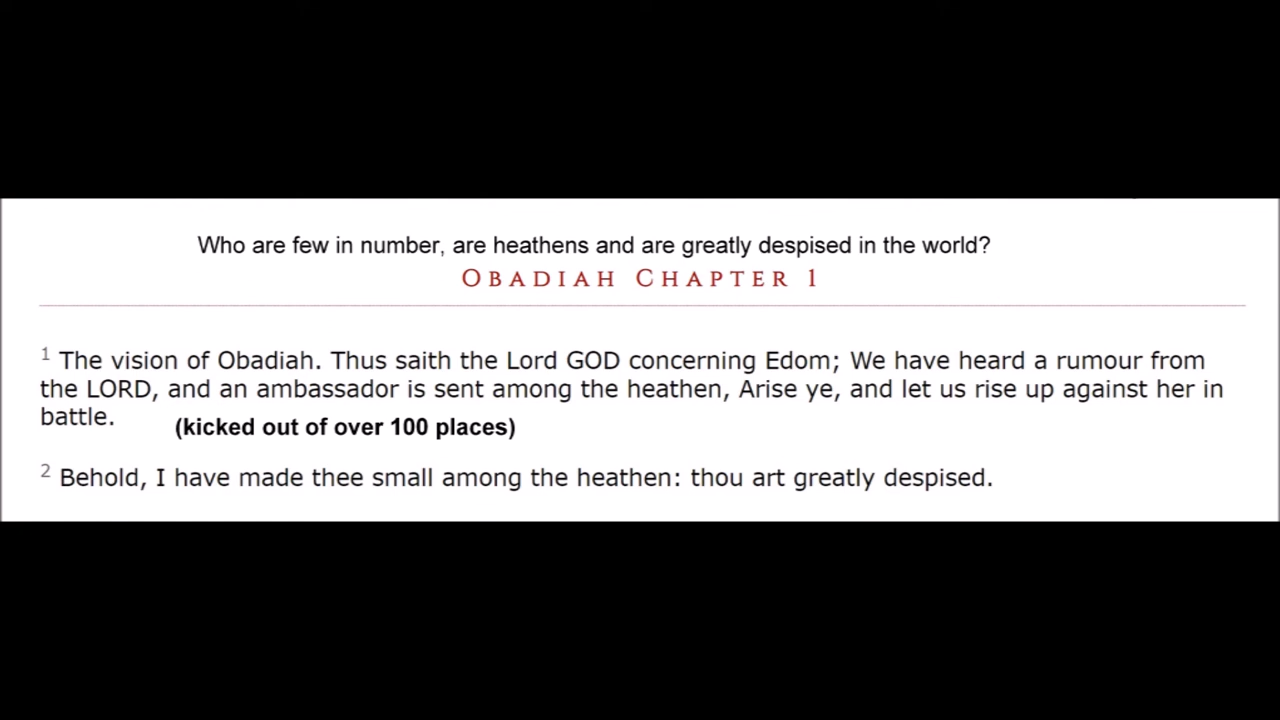 Who are few in number, are heathens and are greatly despised in the world?
OBADIAH CHAPTER 1
1 The vision of Obadiah. Thus saith the Lord GOD concerning Edom; We have heard a rumour from
the LORD, and an ambassador is sent among the heathen, Arise ye, and let us rise up against her in
battle.
(kicked out of over 100 places)
2 Behold, I have made thee small among the heathen: thou art greatly despised.